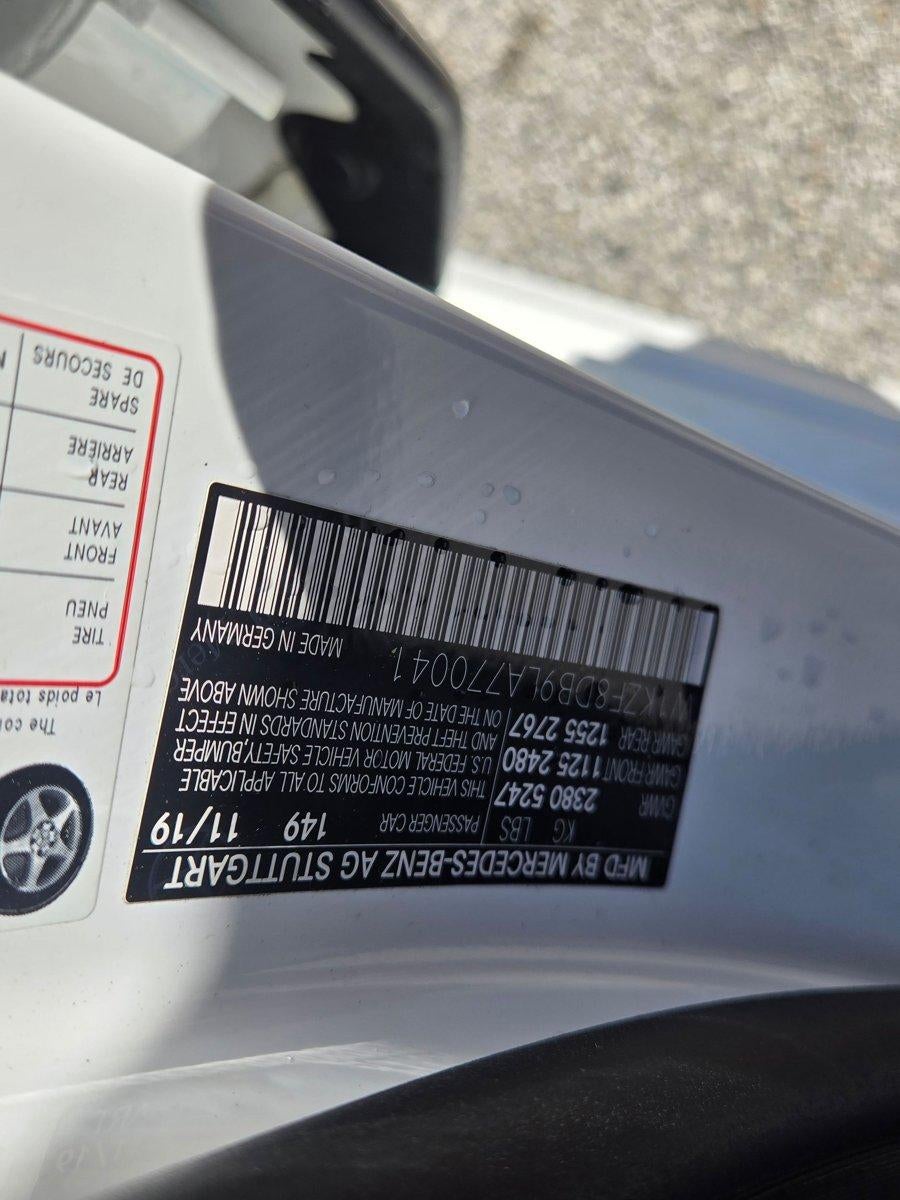 MFD BY MERCEDES-BENZ AG STUTTGART
KG LBS PASSENGER CAR 149 11/19
GVWR 2380 5247
GAWR FRONT 1125 2480
GAWR REAR 1255 2767
THIS VEHICLE CONFORMS TO ALL APPLICABLE
U.S. FEDERAL MOTOR VEHICLE SAFETY,BUMPER
AND THEFT PREVENTION STANDARDS IN EFFECT
ON THE DATE OF MANUFACTURE SHOWN ABOVE
W1KZF8DB9LA770041
MADE IN GERMANY
The
Le poids
TIRE
PNEU
FRONT
AVANT
REAR
ARRIÈRE
SPARE
DE SECOURS